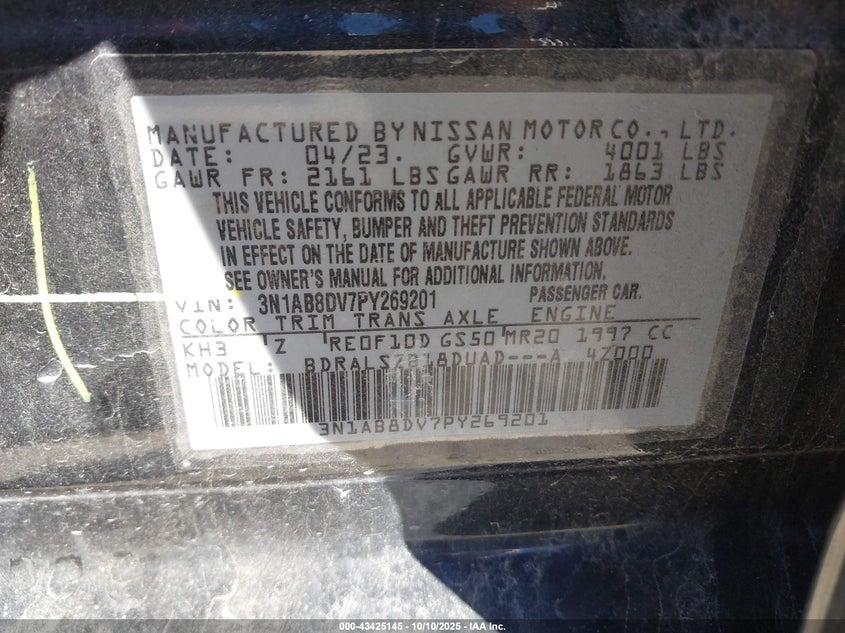 MANUFACTURED BY NISSAN MOTOR CO., LTD.
DATE: 04/23. GVWR: 4001 LBS
GAWR FR: 2161 LBS GAWR RR: 1863 LBS
THIS VEHICLE CONFORMS TO ALL APPLICABLE FEDERAL MOTOR
VEHICLE SAFETY, BUMPER AND THEFT PREVENTION STANDARDS
IN EFFECT ON THE DATE OF MANUFACTURE SHOWN ABOVE.
SEE OWNER'S MANUAL FOR ADDITIONAL INFORMATION.
VIN: 3N1AB8DV7PY269201 PASSENGER CAR.
COLOR TRIM TRANS AXLE ENGINE
KH3 Z RE0F10D GS50 MR20 1997 CC
MODEL: BDRALSZB18DUAD---A 4Z000
3N1AB8DV7PY269201
000-43425145 - 10/10/2025 - IAA Inc.